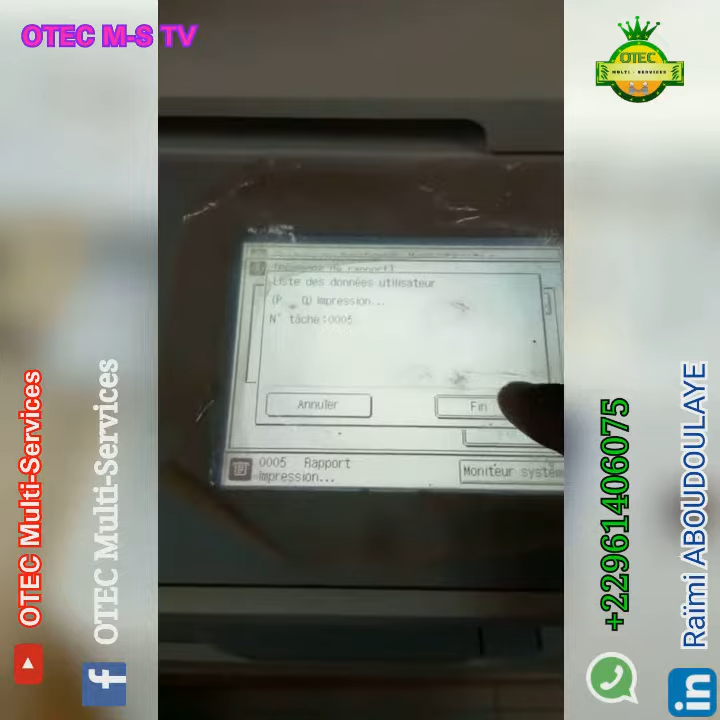 OTEC M-S TV
OTEC
MULTI - SERVICES
Liste des données utilisateur
Impression...
N° tâche:0005
Annuler
Fin
0005 Rapport
Impression...
Moniteur système
OTEC Multi-Services
OTEC Multi-Services
+22961406075
Raïmi ABOUDOULAYE